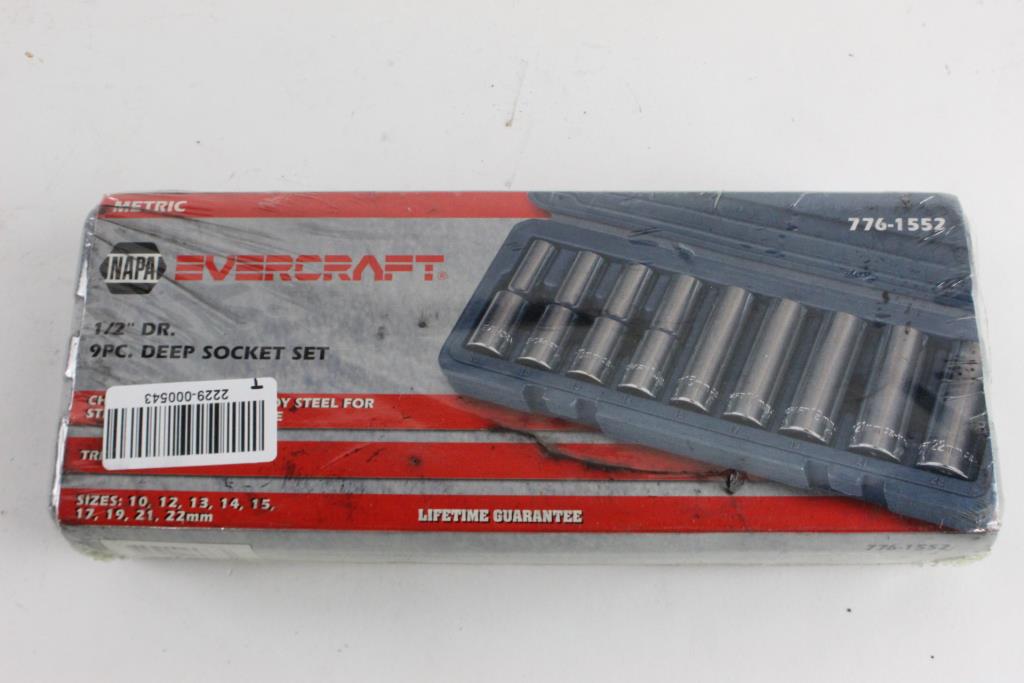 METRIC
776-1552
NAPA EVERCRAFT®
1/2" DR.
9PC. DEEP SOCKET SET
STEEL FOR
2229-000543
T
SIZES: 10, 12, 13, 14, 15,
17, 19, 21, 22mm
LIFETIME GUARANTEE
776-1552